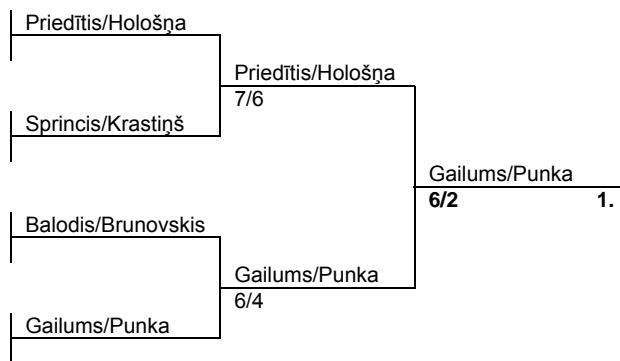 Priedītis/Hološņa
Priedītis/Hološņa
7/6
Sprincis/Krastiņš
Gailums/Punka
6/2 1.
Balodis/Brunovskis
Gailums/Punka
6/4
Gailums/Punka